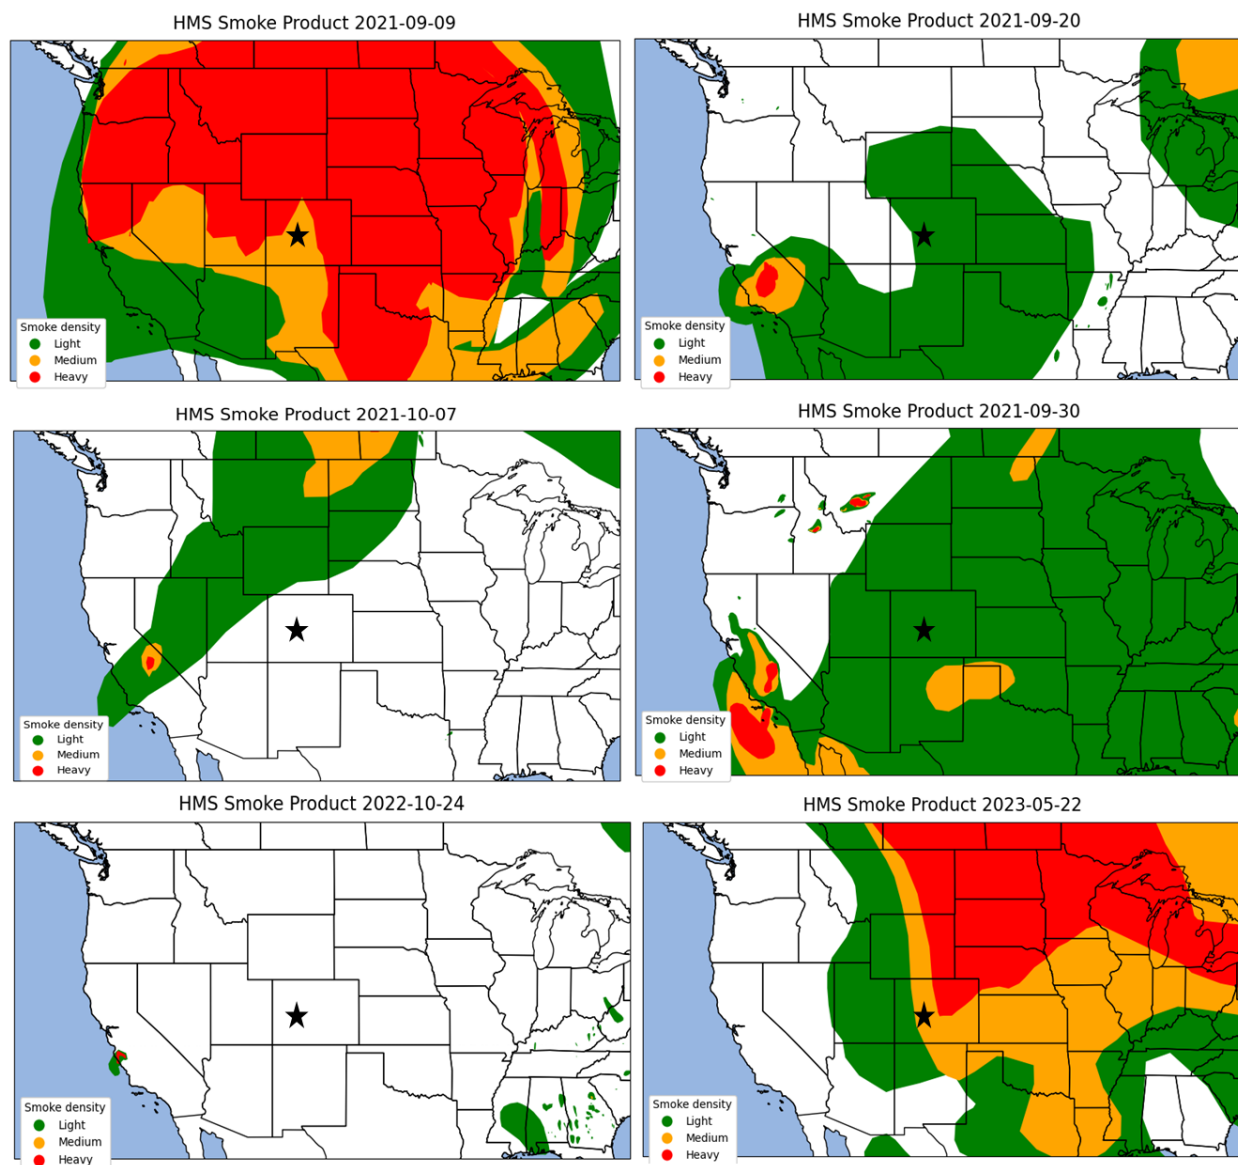 HMS Smoke Product 2021-09-09
Smoke density
Light
Medium
Heavy
HMS Smoke Product 2021-09-20
Smoke density
Light
Medium
Heavy
HMS Smoke Product 2021-10-07
Smoke density
Light
Medium
Heavy
HMS Smoke Product 2021-09-30
Smoke density
Light
Medium
Heavy
HMS Smoke Product 2022-10-24
Smoke density
Light
Medium
Heavy
HMS Smoke Product 2023-05-22
Smoke density
Light
Medium
Heavy